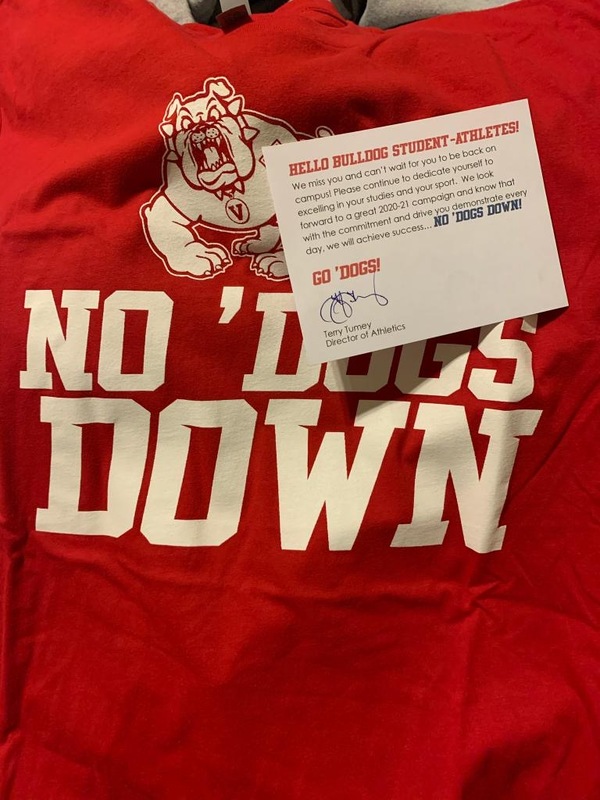 HELLO BULLDOG STUDENT-ATHLETES!
We miss you and can't wait for you to be back on
campus! Please continue to dedicate yourself to
excelling in your studies and your sport. We look
forward to a great 2020-21 campaign and know that
with the commitment and drive you demonstrate every
day, we will achieve success... NO 'DOGS DOWN!
GO 'DOGS!
Terry Tumey
Director of Athletics
V
NO 'DOGS
DOWN